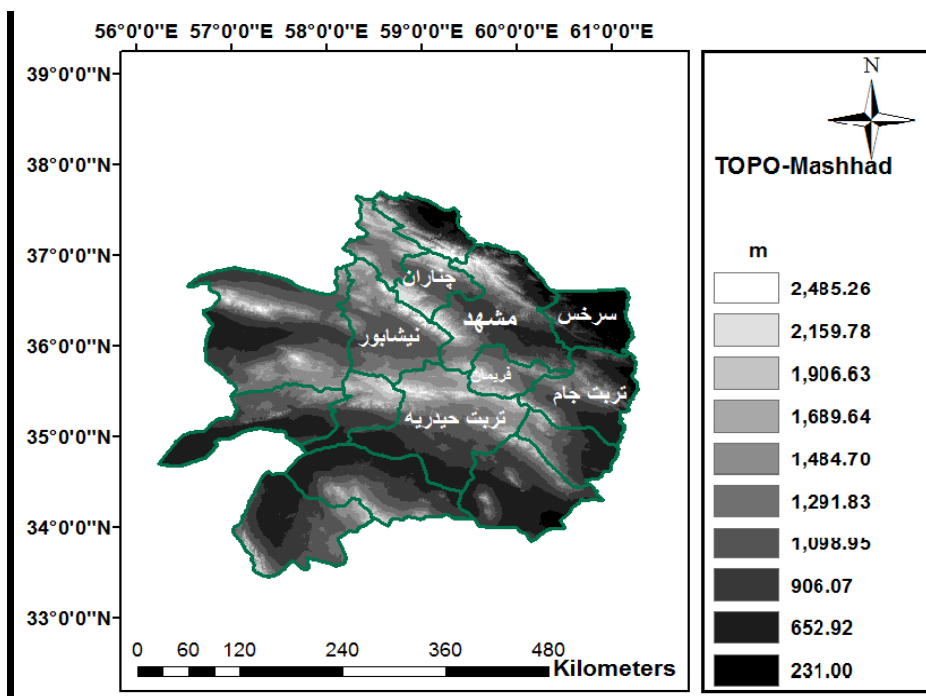 56°0'0"E 57°0'0"E 58°0'0"E 59°0'0"E 60°0'0"E 61°0'0"E
39°0'0"N
38°0'0"N
37°0'0"N
36°0'0"N
35°0'0"N
34°0'0"N
33°0'0"N
چناران
مشهد
سرخس
نیشابور
فریمان
تربت جام
تربت حیدریه
0 60 120 240 360 480
Kilometers
N
TOPO-Mashhad
m
2,485.26
2,159.78
1,906.63
1,689.64
1,484.70
1,291.83
1,098.95
906.07
652.92
231.00